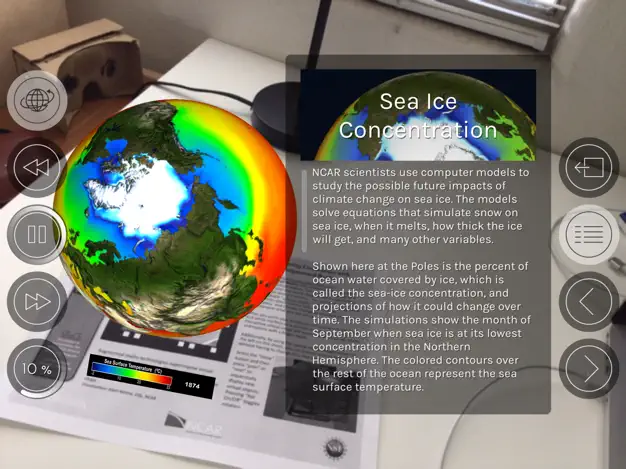 Sea Ice
Concentration
NCAR scientists use computer models to
study the possible future impacts of
climate change on sea ice. The models
solve equations that simulate snow on
sea ice, when it melts, how thick the ice
will get, and many other variables.
Shown here at the Poles is the percent of
ocean water covered by ice, which is
called the sea-ice concentration, and
projections of how it could change over
time. The simulations show the month of
September when sea ice is at its lowest
concentration in the Northern
Hemisphere. The colored contours over
the rest of the ocean represent the sea
surface temperature.
10 %
Sea Surface Temperature (°C)
1874
NCAR